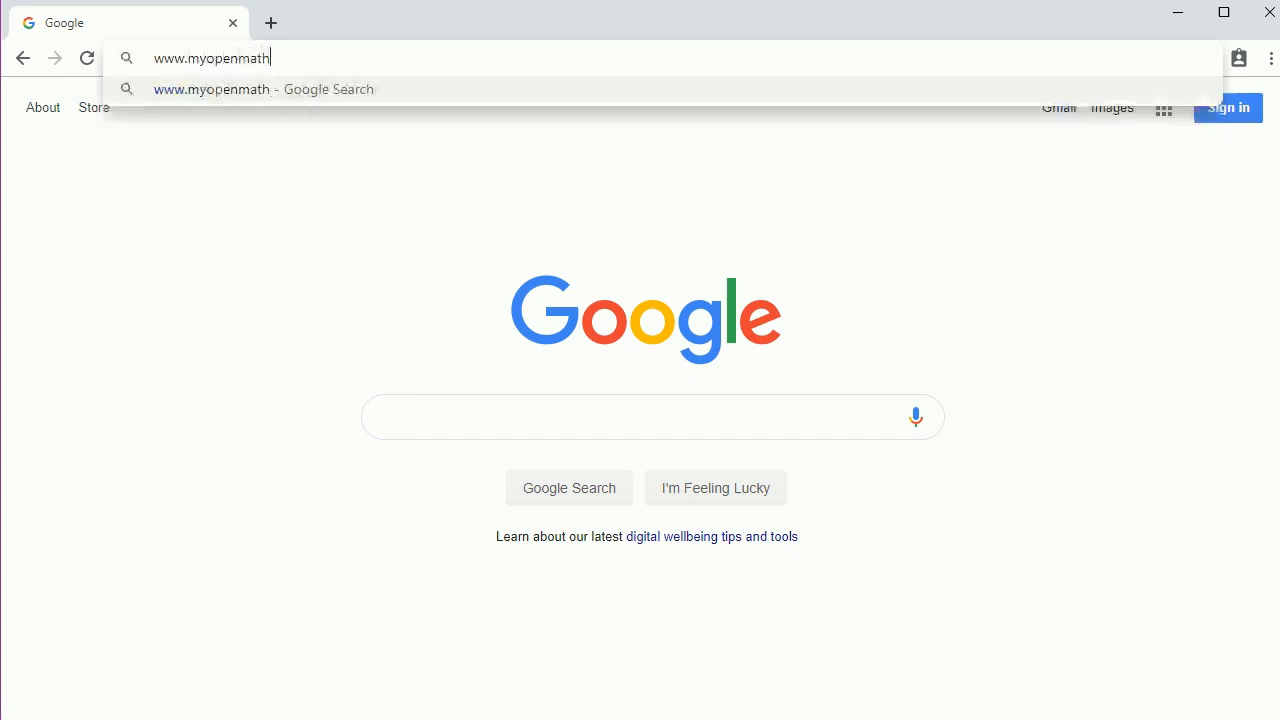 Google
www.myopenmath
www.myopenmath - Google Search
About Store Gmail Images Sign in
Google
Google Search I'm Feeling Lucky
Learn about our latest digital wellbeing tips and tools